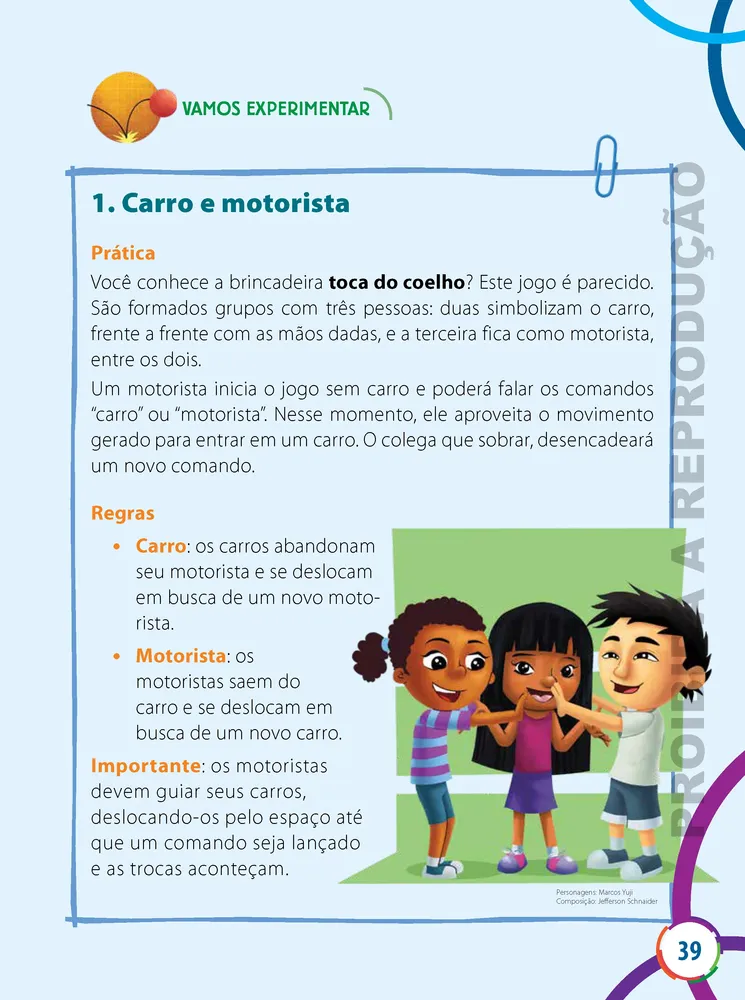 VAMOS EXPERIMENTAR
1. Carro e motorista
Prática
Você conhece a brincadeira toca do coelho? Este jogo é parecido.
São formados grupos com três pessoas: duas simbolizam o carro,
frente a frente com as mãos dadas, e a terceira fica como motorista,
entre os dois.
Um motorista inicia o jogo sem carro e poderá falar os comandos
“carro” ou “motorista”. Nesse momento, ele aproveita o movimento
gerado para entrar em um carro. O colega que sobrar, desencadeará
um novo comando.
Regras
• Carro: os carros abandonam
seu motorista e se deslocam
em busca de um novo moto-
rista.
• Motorista: os
motoristas saem do
carro e se deslocam em
busca de um novo carro.
Importante: os motoristas
devem guiar seus carros,
deslocando-os pelo espaço até
que um comando seja lançado
e as trocas aconteçam.
Personagens: Marcos Yuji
Composição: Jefferson Schnaider
39
PROIBIDA A REPRODUÇÃO